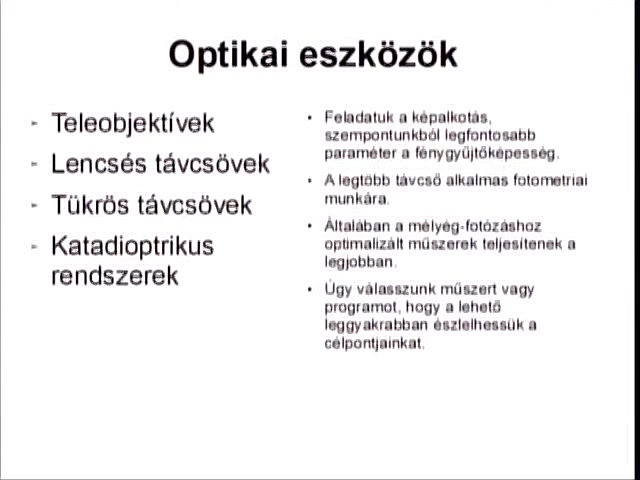 Optikai eszközök
Teleobjektívek
Lencsés távcsövek
Tükrös távcsövek
Katadioptrikus
rendszerek
Feladatuk a képalkotás,
szempontunkból legfontosabb
paraméter a fénygyűjtőképesség.
A legtöbb távcső alkalmas fotometriai
munkára.
Általában a mélyég-fotózáshoz
optimalizált műszerek teljesítenek a
legjobban.
Úgy válasszunk műszert vagy
programot, hogy a lehető
leggyakrabban észlelhessük a
célpontjainkat.